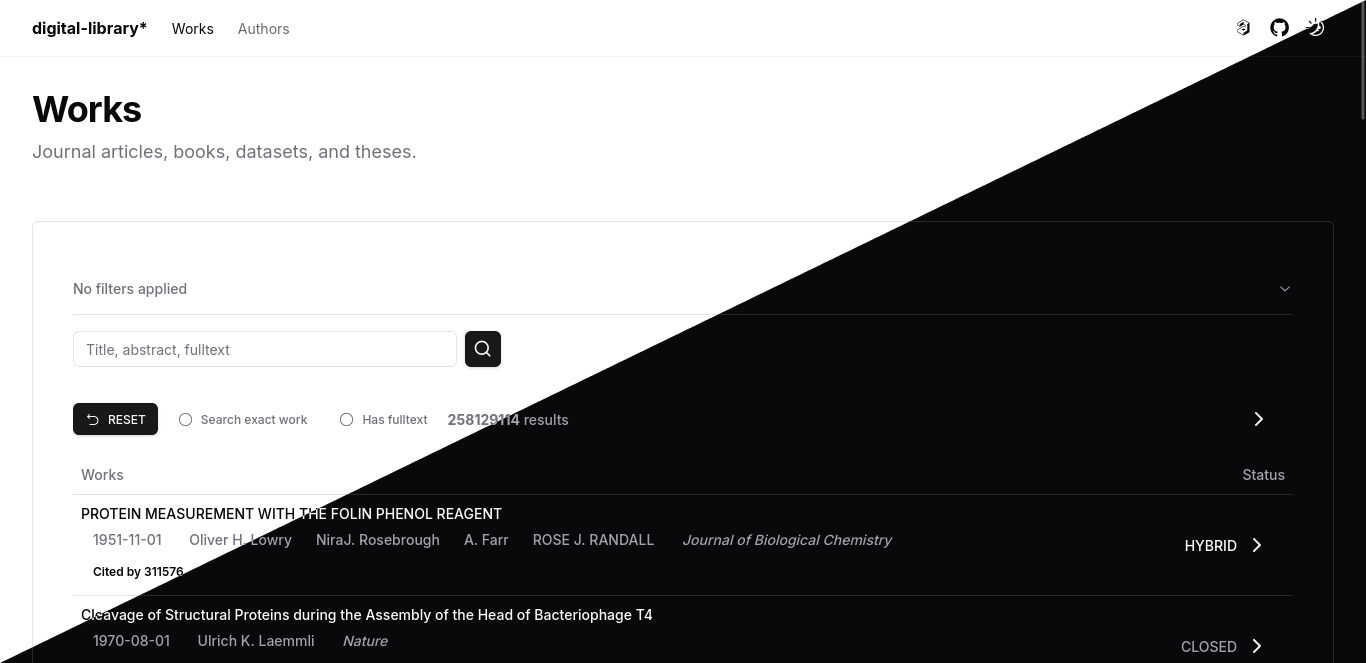 digital-library* Works Authors
Works
Journal articles, books, datasets, and theses.
No filters applied
Title, abstract, fulltext
RESET Search exact work Has fulltext 258129114 results
Works Status
PROTEIN MEASUREMENT WITH THE FOLIN PHENOL REAGENT
1951-11-01 Oliver H. Lowry NiraJ. Rosebrough A. Farr ROSE J. RANDALL Journal of Biological Chemistry
HYBRID
Cited by 311576
Cleavage of Structural Proteins during the Assembly of the Head of Bacteriophage T4
1970-08-01 Ulrich K. Laemmli Nature
CLOSED